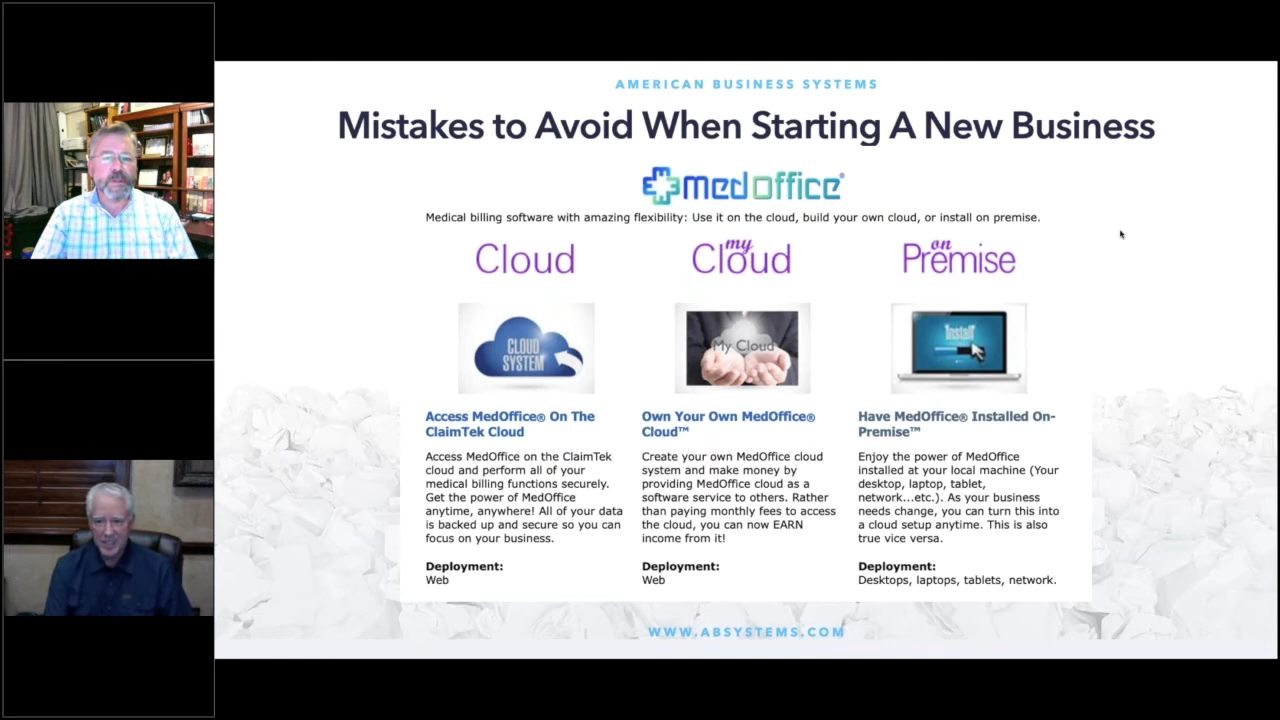 AMERICAN BUSINESS SYSTEMS
Mistakes to Avoid When Starting A New Business
medoffice®
Medical billing software with amazing flexibility: Use it on the cloud, build your own cloud, or install on premise.
Cloud
my
Cloud
on
Premise
CLOUD
SYSTEM
My Cloud
Install
Access MedOffice® On The
ClaimTek Cloud
Access MedOffice on the ClaimTek
cloud and perform all of your
medical billing functions securely.
Get the power of MedOffice
anytime, anywhere! All of your data
is backed up and secure so you can
focus on your business.
Deployment:
Web
Own Your Own MedOffice®
Cloud™
Create your own MedOffice cloud
system and make money by
providing MedOffice cloud as a
software service to others. Rather
than paying monthly fees to access
the cloud, you can now EARN
income from it!
Deployment:
Web
Have MedOffice® Installed On-
Premise™
Enjoy the power of MedOffice
installed at your local machine (Your
desktop, laptop, tablet,
network...etc.). As your business
needs change, you can turn this into
a cloud setup anytime. This is also
true vice versa.
Deployment:
Desktops, laptops, tablets, network.
WWW.ABSYSTEMS.COM